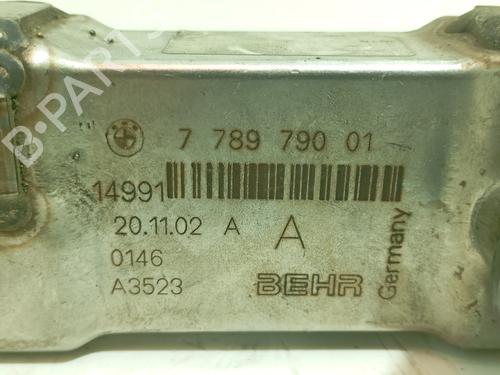 B-PARTS
7 789 790 01
14991
20.11.02 A A
0146
A3523 BEHR
Germany